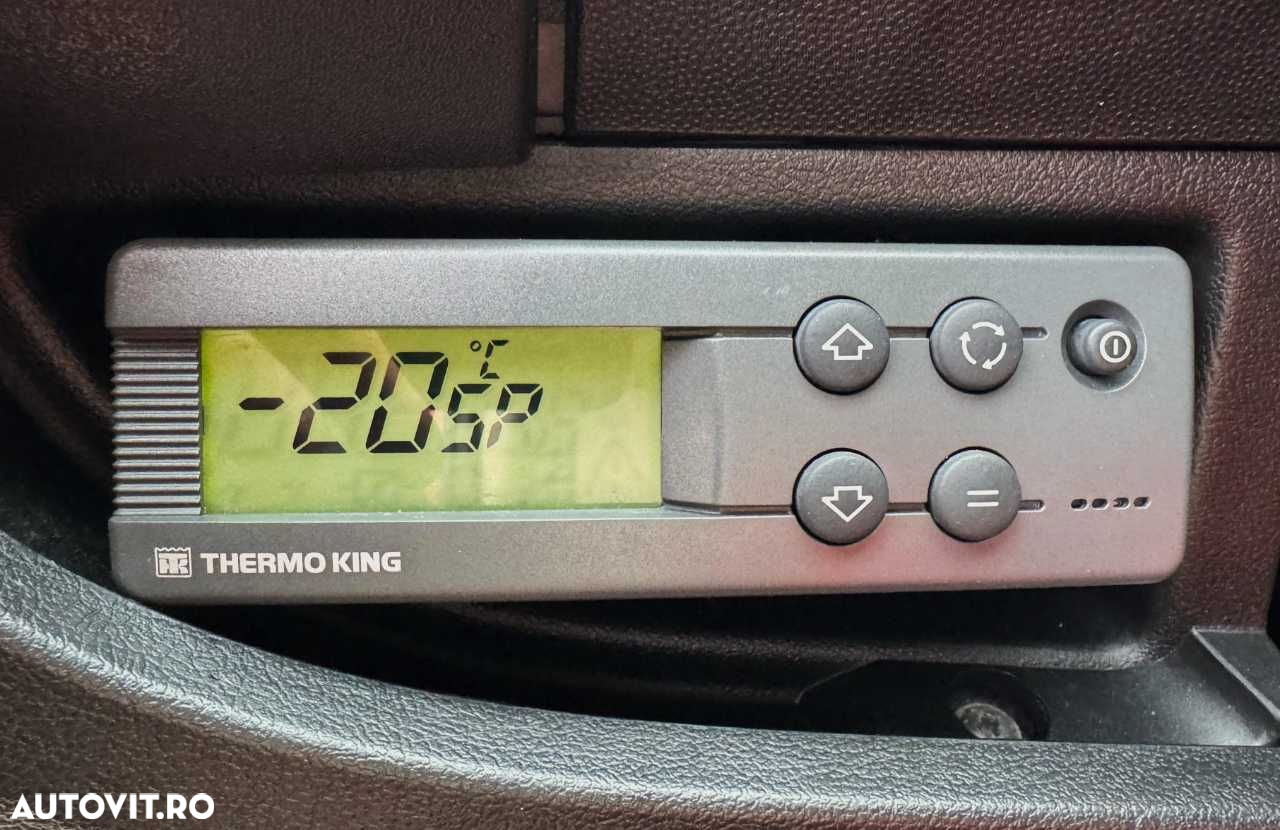 -20 °C SP
THERMO KING
AUTOVIT.RO